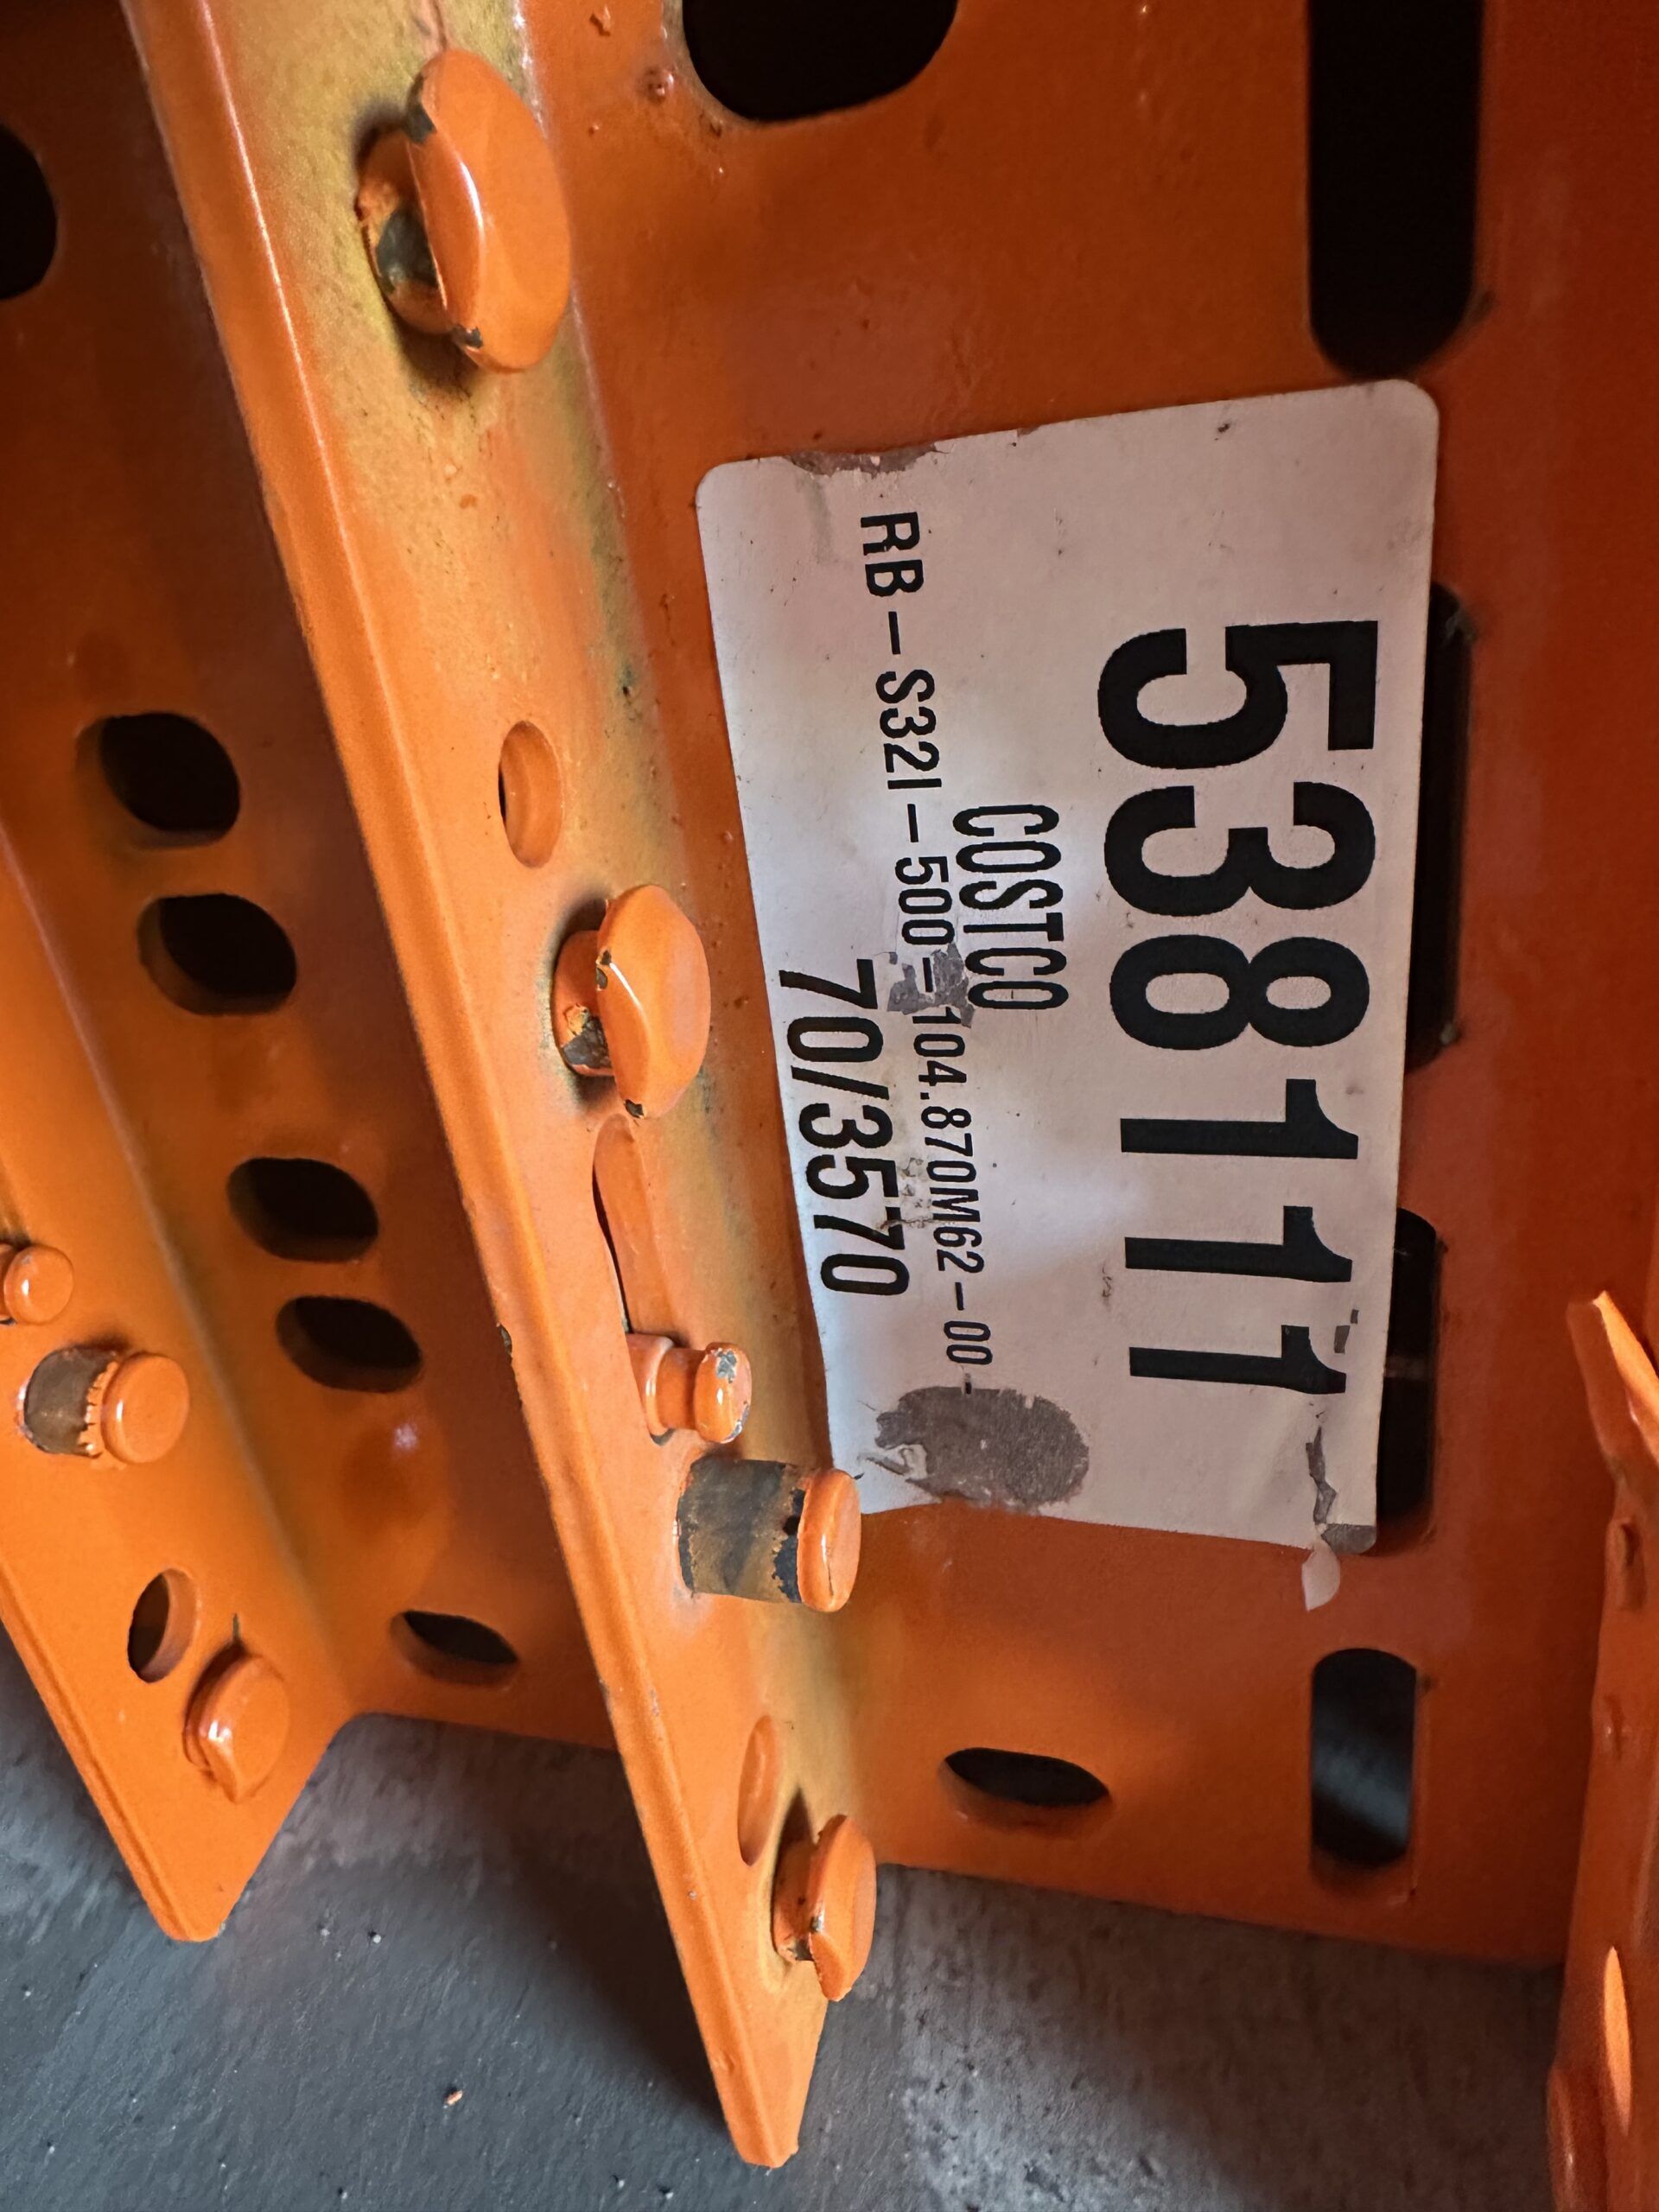 538111
COSTCO
RB-S32I-500-104.870M62-00-
70/3570